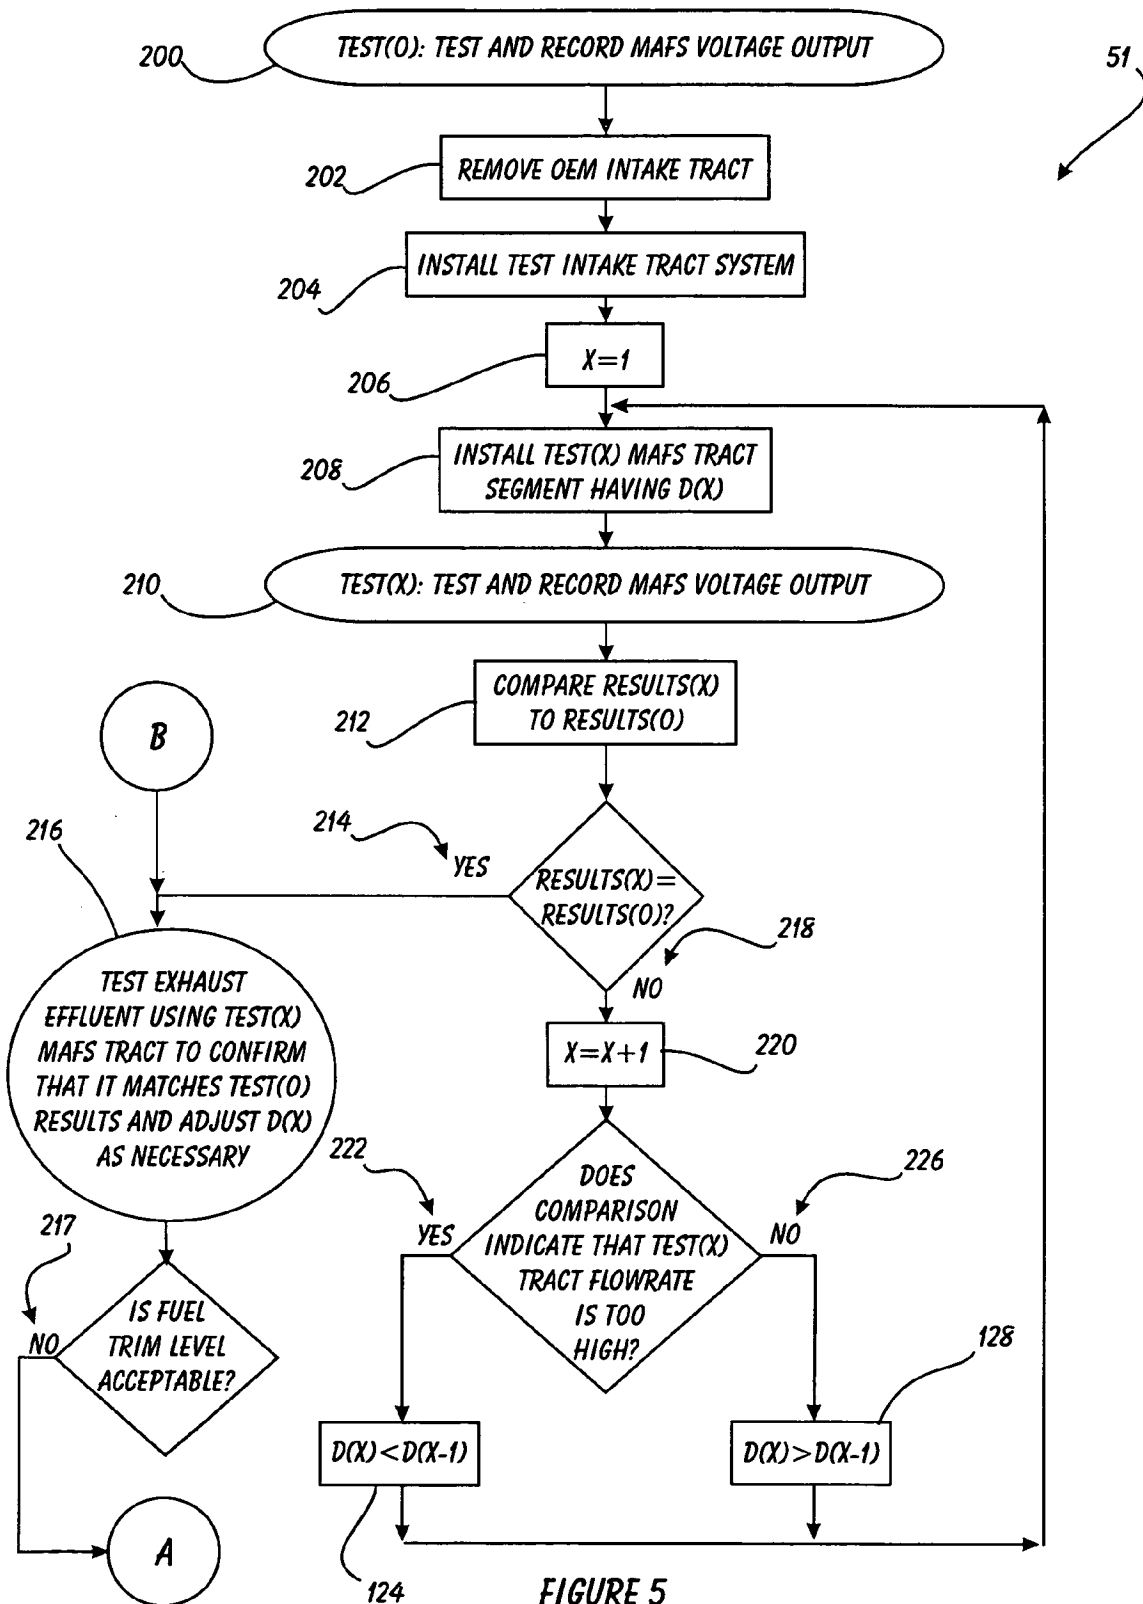 TEST(0): TEST AND RECORD MAFS VOLTAGE OUTPUT
200
51
REMOVE OEM INTAKE TRACT
202
INSTALL TEST INTAKE TRACT SYSTEM
204
X=1
206
INSTALL TEST(X) MAFS TRACT
SEGMENT HAVING D(X)
208
TEST(X): TEST AND RECORD MAFS VOLTAGE OUTPUT
210
COMPARE RESULTS(X)
TO RESULTS(0)
212
B
214
YES
RESULTS(X)=
RESULTS(0)?
218
NO
216
TEST EXHAUST
EFFLUENT USING TEST(X)
MAFS TRACT TO CONFIRM
THAT IT MATCHES TEST(0)
RESULTS AND ADJUST D(X)
AS NECESSARY
X=X+1
220
222
YES
DOES
COMPARISON
INDICATE THAT TEST(X)
TRACT FLOWRATE
IS TOO
HIGH?
226
NO
217
NO
IS FUEL
TRIM LEVEL
ACCEPTABLE?
128
D(X)<D(X-1)
D(X)>D(X-1)
A
124
FIGURE 5